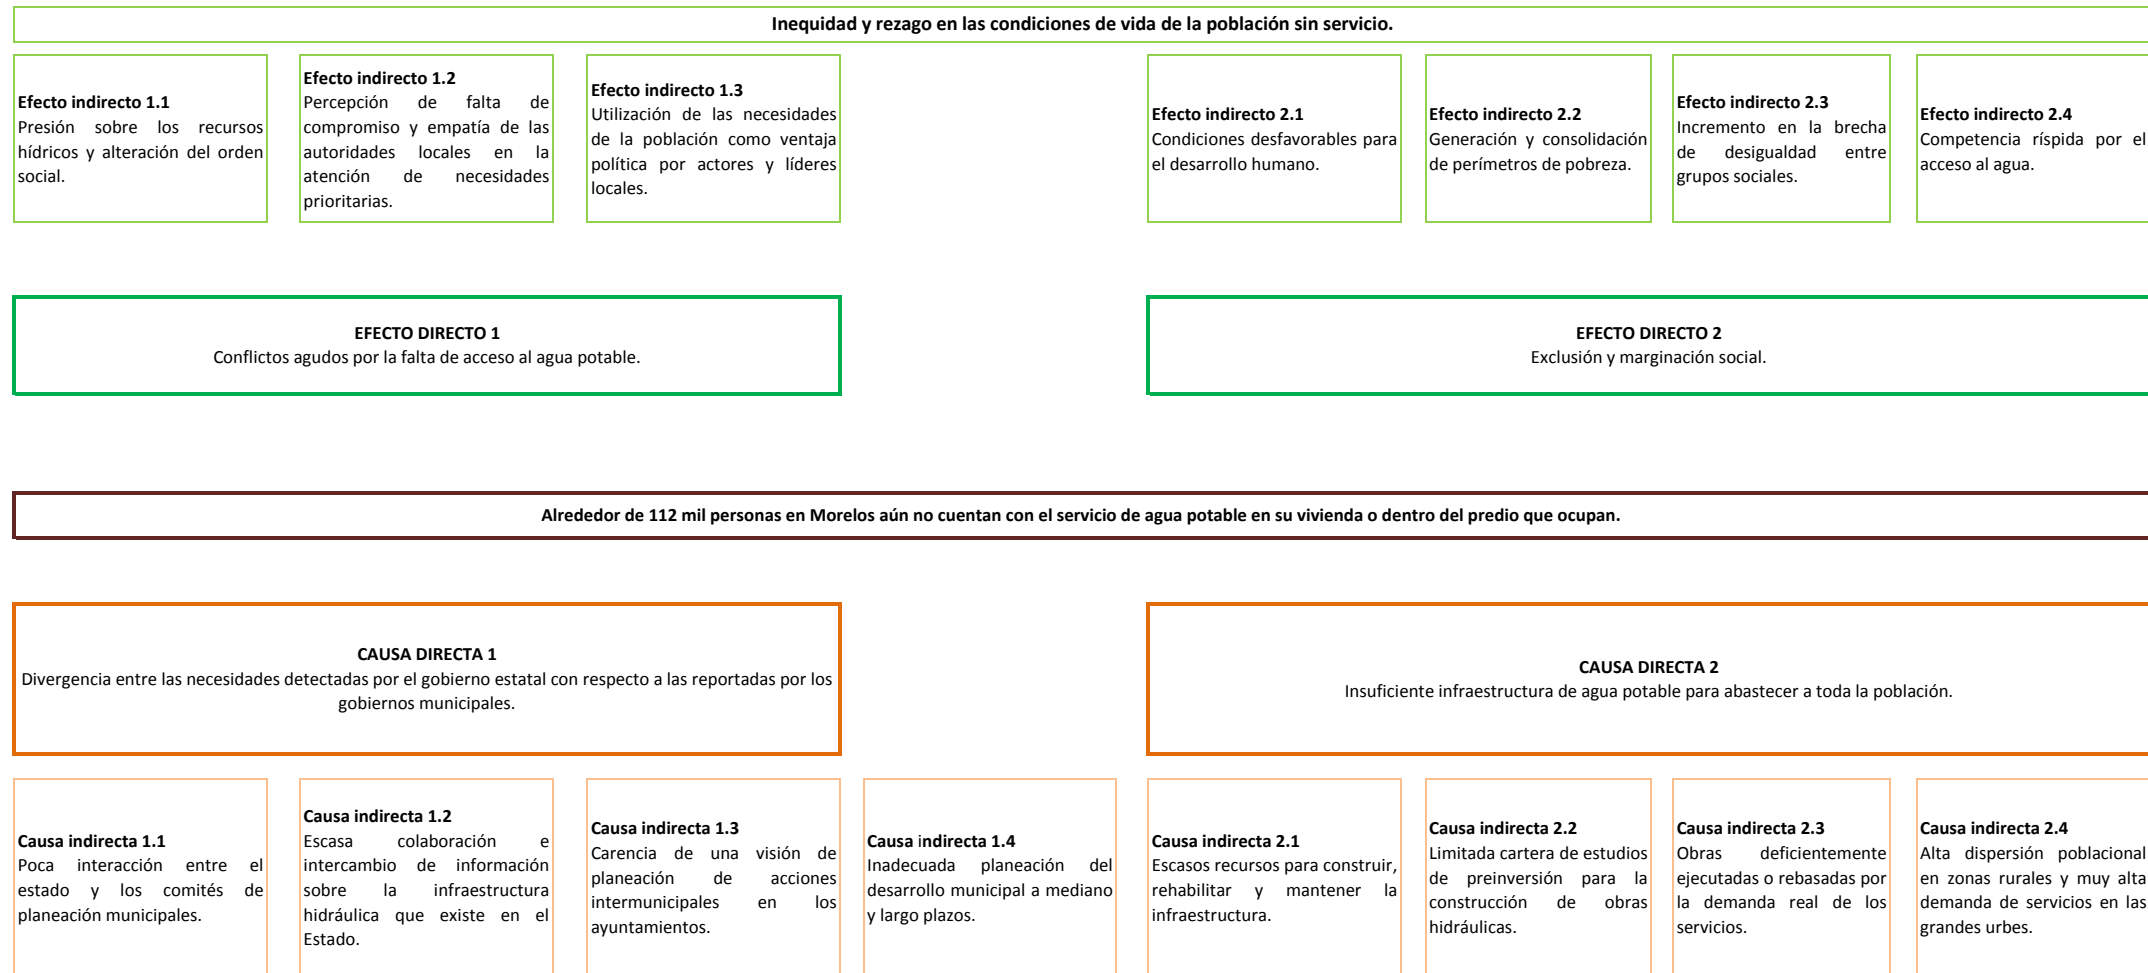 Inequidad y rezago en las condiciones de vida de la población sin servicio.
Efecto indirecto 1.1
Presión sobre los recursos
hídricos y alteración del orden
social.
Efecto indirecto 1.2
Percepción de falta de
compromiso y empatía de las
autoridades locales en la
atención de necesidades
prioritarias.
Efecto indirecto 1.3
Utilización de las necesidades
de la población como ventaja
política por actores y líderes
locales.
Efecto indirecto 2.1
Condiciones desfavorables para
el desarrollo humano.
Efecto indirecto 2.2
Generación y consolidación
de perímetros de pobreza.
Efecto indirecto 2.3
Incremento en la brecha
de desigualdad entre
grupos sociales.
Efecto indirecto 2.4
Competencia ríspida por el
acceso al agua.
EFECTO DIRECTO 1
Conflictos agudos por la falta de acceso al agua potable.
EFECTO DIRECTO 2
Exclusión y marginación social.
Alrededor de 112 mil personas en Morelos aún no cuentan con el servicio de agua potable en su vivienda o dentro del predio que ocupan.
CAUSA DIRECTA 1
Divergencia entre las necesidades detectadas por el gobierno estatal con respecto a las reportadas por los
gobiernos municipales.
CAUSA DIRECTA 2
Insuficiente infraestructura de agua potable para abastecer a toda la población.
Causa indirecta 1.1
Poca interacción entre el
estado y los comités de
planeación municipales.
Causa indirecta 1.2
Escasa colaboración e
intercambio de información
sobre la infraestructura
hidráulica que existe en el
Estado.
Causa indirecta 1.3
Carencia de una visión de
planeación de acciones
intermunicipales en los
ayuntamientos.
Causa indirecta 1.4
Inadecuada planeación del
desarrollo municipal a mediano
y largo plazos.
Causa indirecta 2.1
Escasos recursos para construir,
rehabilitar y mantener la
infraestructura.
Causa indirecta 2.2
Limitada cartera de estudios
de preinversión para la
construcción de obras
hidráulicas.
Causa indirecta 2.3
Obras deficientemente
ejecutadas o rebasadas por
la demanda real de los
servicios.
Causa indirecta 2.4
Alta dispersión poblacional
en zonas rurales y muy alta
demanda de servicios en las
grandes urbes.